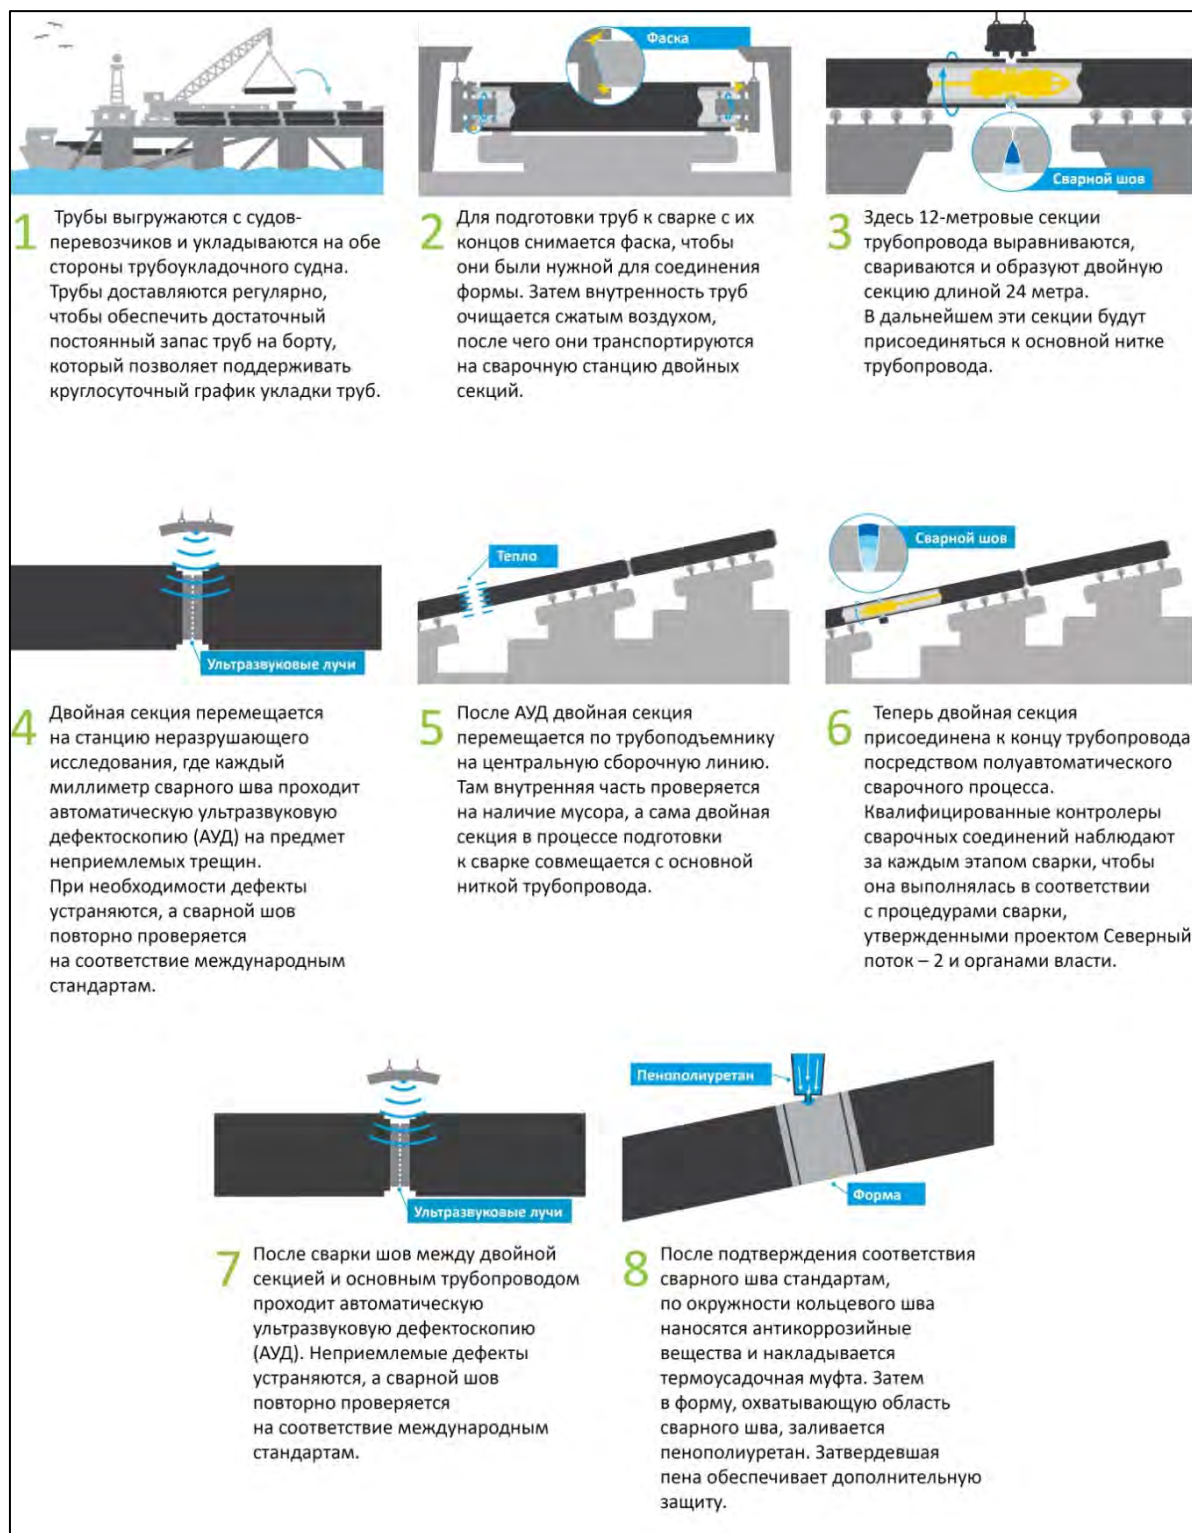 Фаска
Сварной шов
1
Трубы выгружаются с судов-
перевозчиков и укладываются на обе
стороны трубоукладочного судна.
Трубы доставляются регулярно,
чтобы обеспечить достаточный
постоянный запас труб на борту,
который позволяет поддерживать
круглосуточный график укладки труб.
2
Для подготовки труб к сварке с их
концов снимается фаска, чтобы
они были нужной для соединения
формы. Затем внутренность труб
очищается сжатым воздухом,
после чего они транспортируются
на сварочную станцию двойных
секций.
3
Здесь 12-метровые секции
трубопровода выравниваются,
свариваются и образуют двойную
секцию длиной 24 метра.
В дальнейшем эти секции будут
присоединяться к основной нитке
трубопровода.
Ультразвуковые лучи
Тепло
Сварной шов
4
Двойная секция перемещается
на станцию неразрушающего
исследования, где каждый
миллиметр сварного шва проходит
автоматическую ультразвуковую
дефектоскопию (АУД) на предмет
неприемлемых трещин.
При необходимости дефекты
устраняются, а сварной шов
повторно проверяется
на соответствие международным
стандартам.
5
После АУД двойная секция
перемещается по трубоподъемнику
на центральную сборочную линию.
Там внутренняя часть проверяется
на наличие мусора, а сама двойная
секция в процессе подготовки
к сварке совмещается с основной
ниткой трубопровода.
6
Теперь двойная секция
присоединена к концу трубопровода
посредством полуавтоматического
сварочного процесса.
Квалифицированные контролеры
сварочных соединений наблюдают
за каждым этапом сварки, чтобы
она выполнялась в соответствии
с процедурами сварки,
утвержденными проектом Северный
поток – 2 и органами власти.
Ультразвуковые лучи
Пенополиуретан
Форма
7
После сварки шов между двойной
секцией и основным трубопроводом
проходит автоматическую
ультразвуковую дефектоскопию
(АУД). Неприемлемые дефекты
устраняются, а сварной шов
повторно проверяется
на соответствие международным
стандартам.
8
После подтверждения соответствия
сварного шва стандартам,
по окружности кольцевого шва
наносятся антикоррозийные
вещества и накладывается
термоусадочная муфта. Затем
в форму, охватывающую область
сварного шва, заливается
пенополиуретан. Затвердевшая
пена обеспечивает дополнительную
защиту.